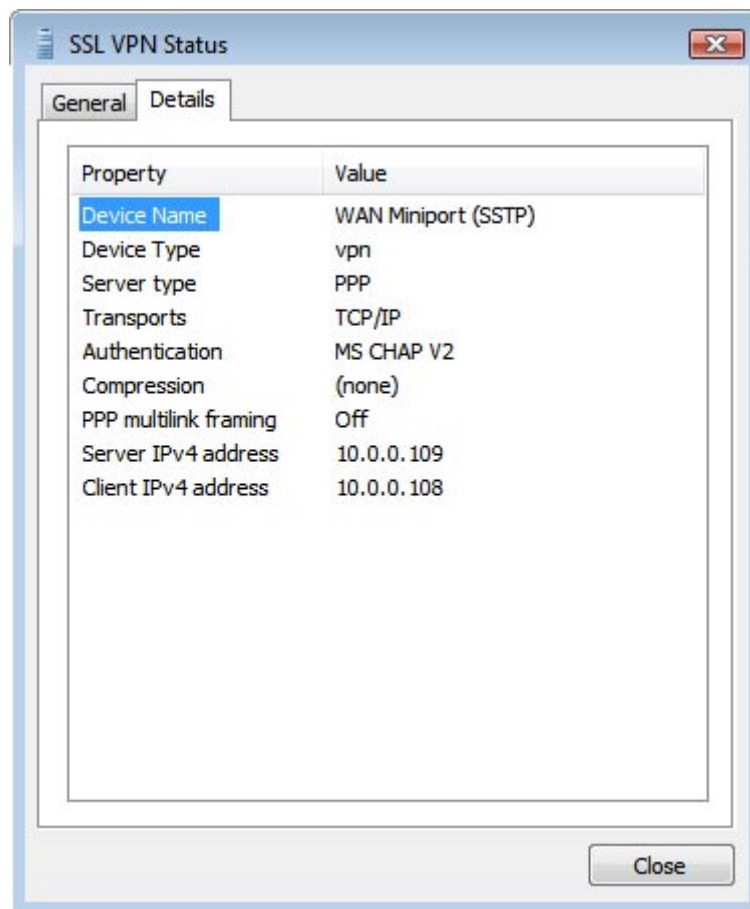 SSL VPN Status
General Details
Property Value
Device Name WAN Miniport (SSTP)
Device Type vpn
Server type PPP
Transports TCP/IP
Authentication MS CHAP V2
Compression (none)
PPP multilink framing Off
Server IPv4 address 10.0.0.109
Client IPv4 address 10.0.0.108
Close